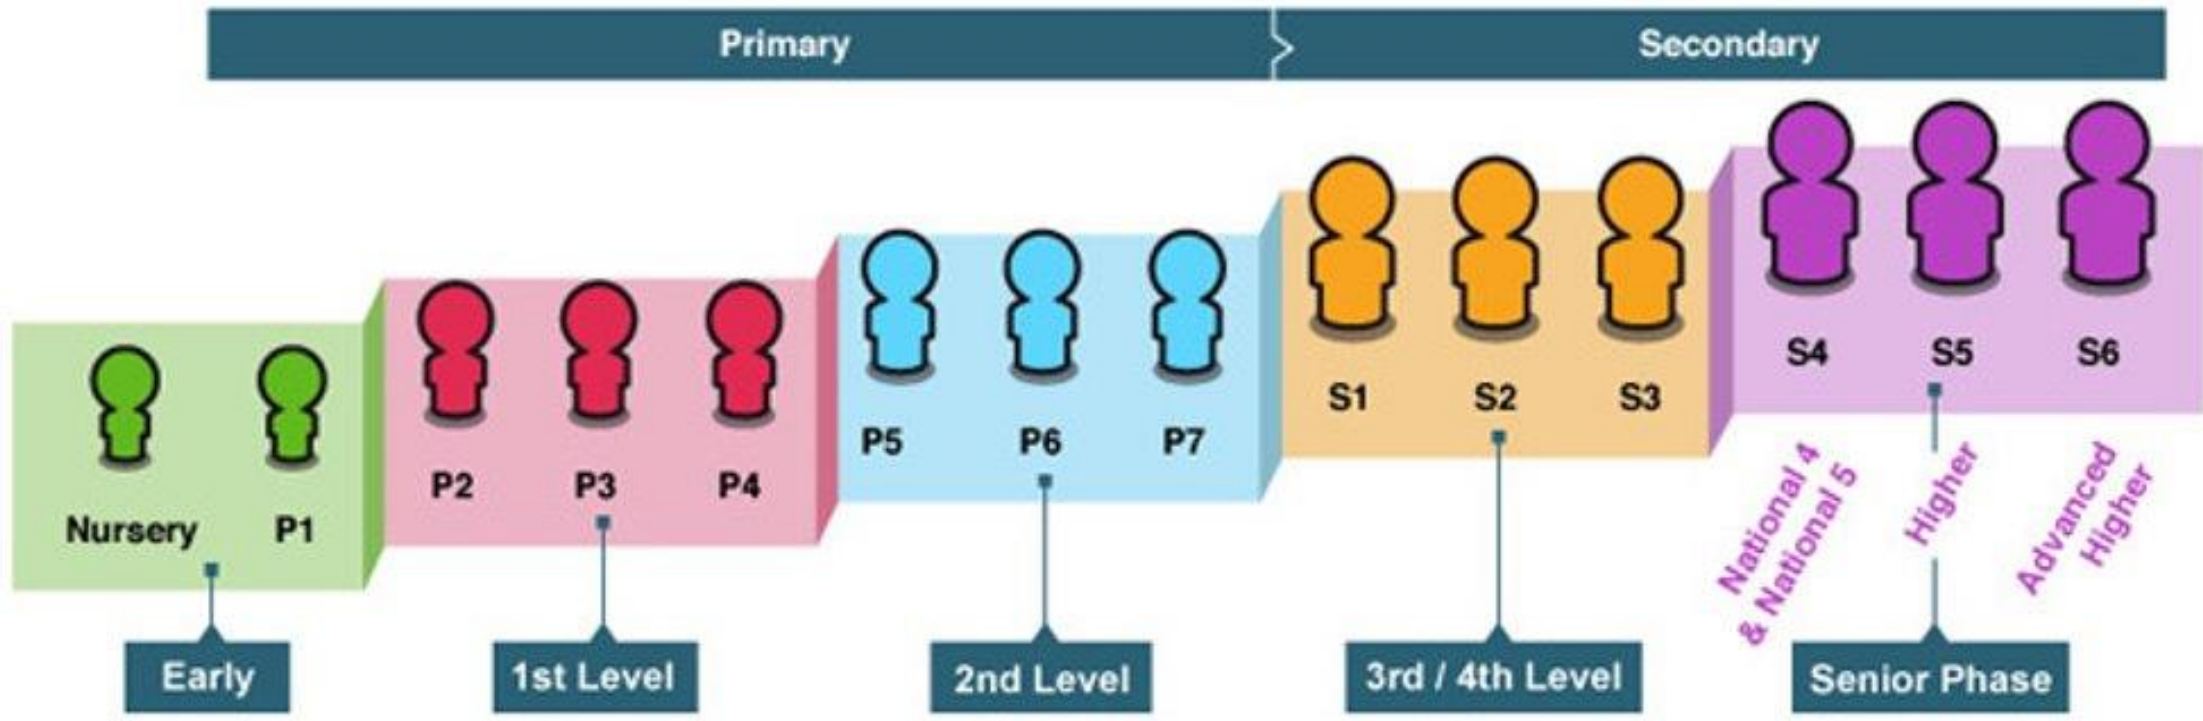 Primary
Secondary
Nursery
P1
P2
P3
P4
P5
P6
P7
S1
S2
S3
S4
S5
S6
National 4
& National 5
Higher
Advanced
Higher
Early
1st Level
2nd Level
3rd / 4th Level
Senior Phase